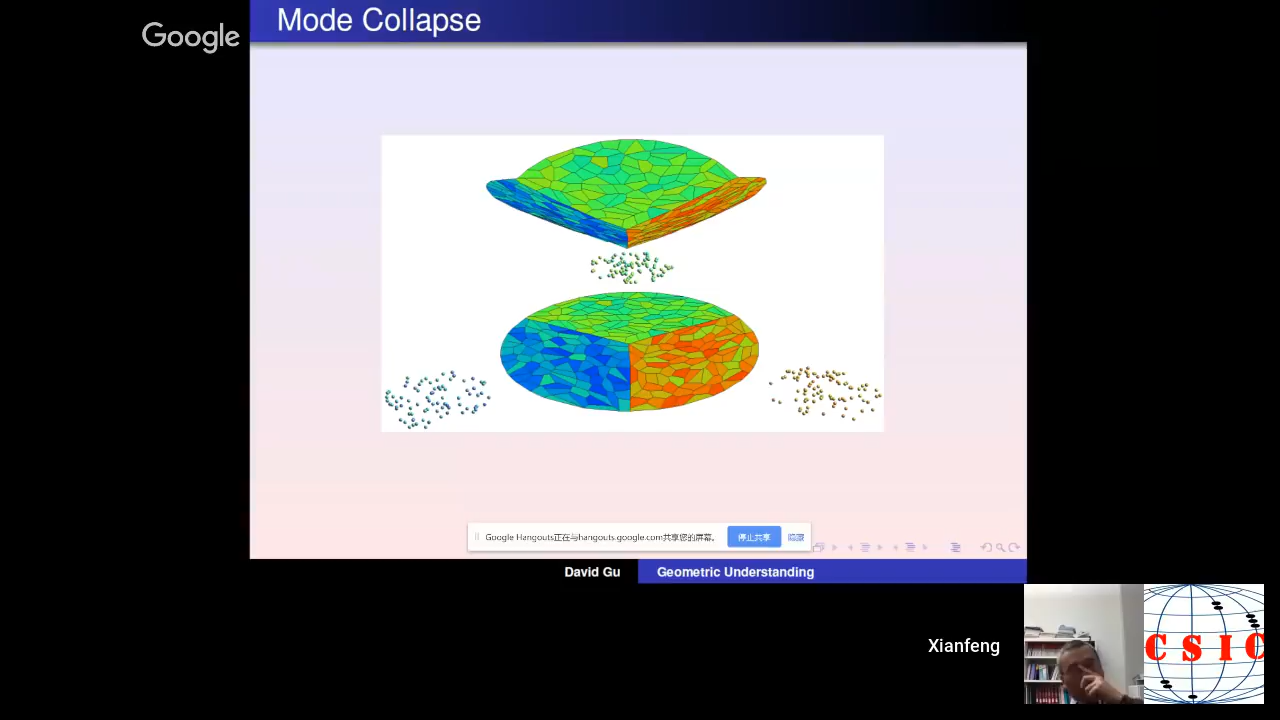 Mode Collapse
Google
Google Hangouts正在与hangouts.google.com共享您的屏幕。
停止共享
隐藏
David Gu
Geometric Understanding
Xianfeng
CSIC